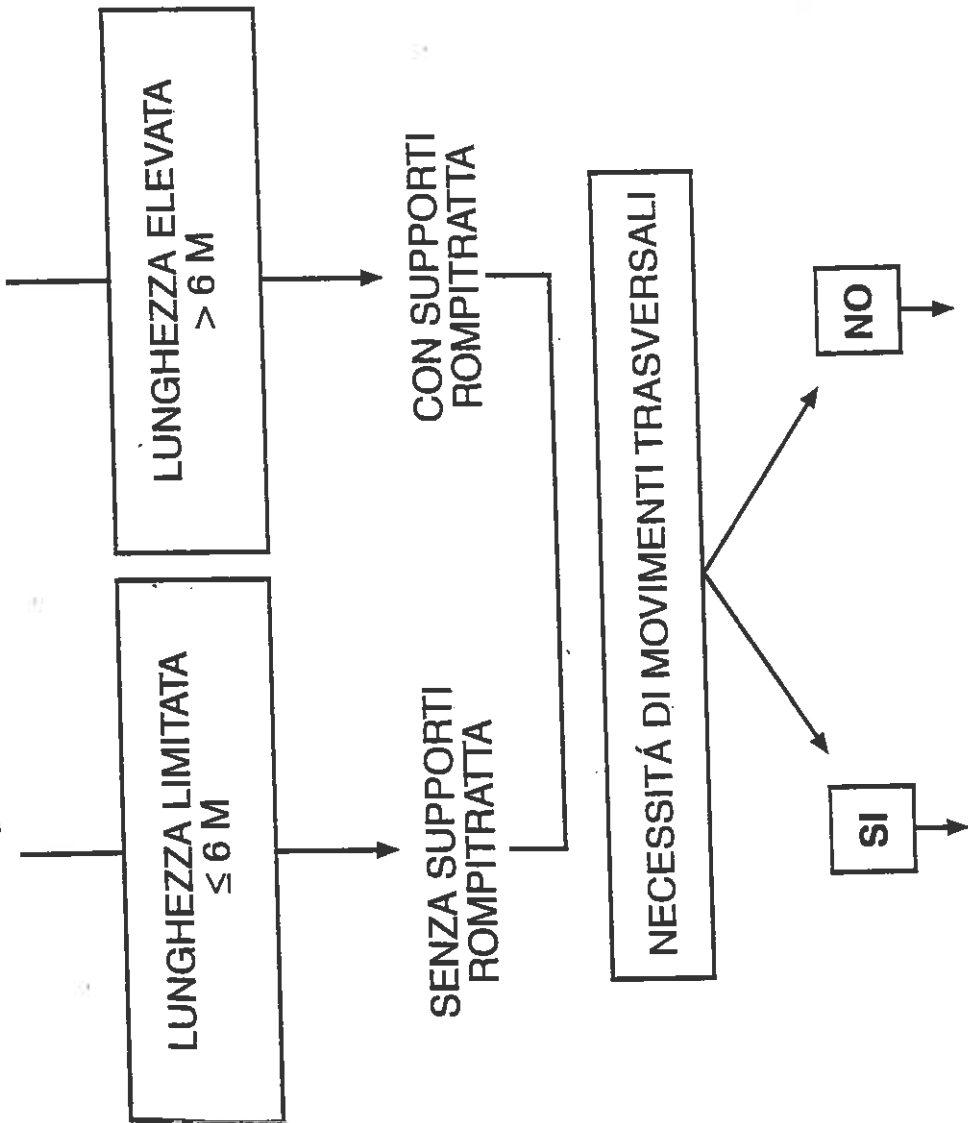 LUNGHEZZA LIMITATA
≤ 6 M
LUNGHEZZA ELEVATA
> 6 M
SENZA SUPPORTI
ROMPITRATTA
CON SUPPORTI
ROMPITRATTA
NECESSITÁ DI MOVIMENTI TRASVERSALI
SI
NO